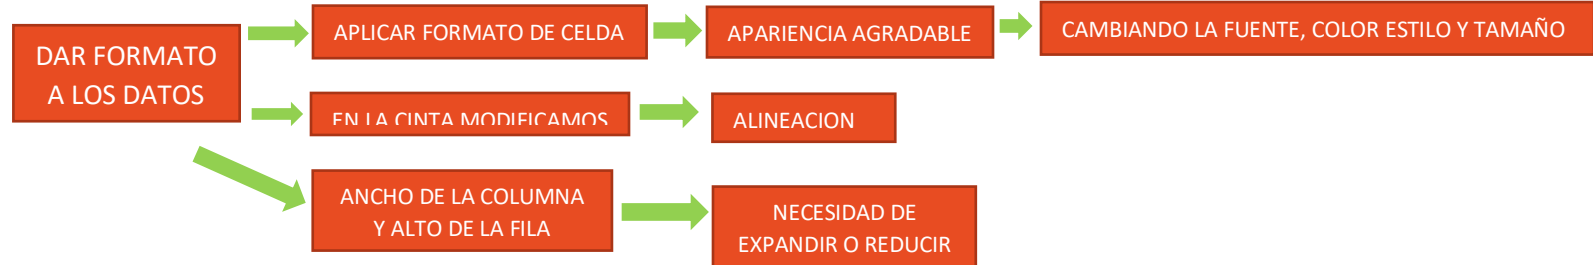 DAR FORMATO
A LOS DATOS
APLICAR FORMATO DE CELDA
APARIENCIA AGRADABLE
CAMBIANDO LA FUENTE, COLOR ESTILO Y TAMAÑO
EN LA CINTA MODIFICAMOS
ALINEACION
ANCHO DE LA COLUMNA
Y ALTO DE LA FILA
NECESIDAD DE
EXPANDIR O REDUCIR